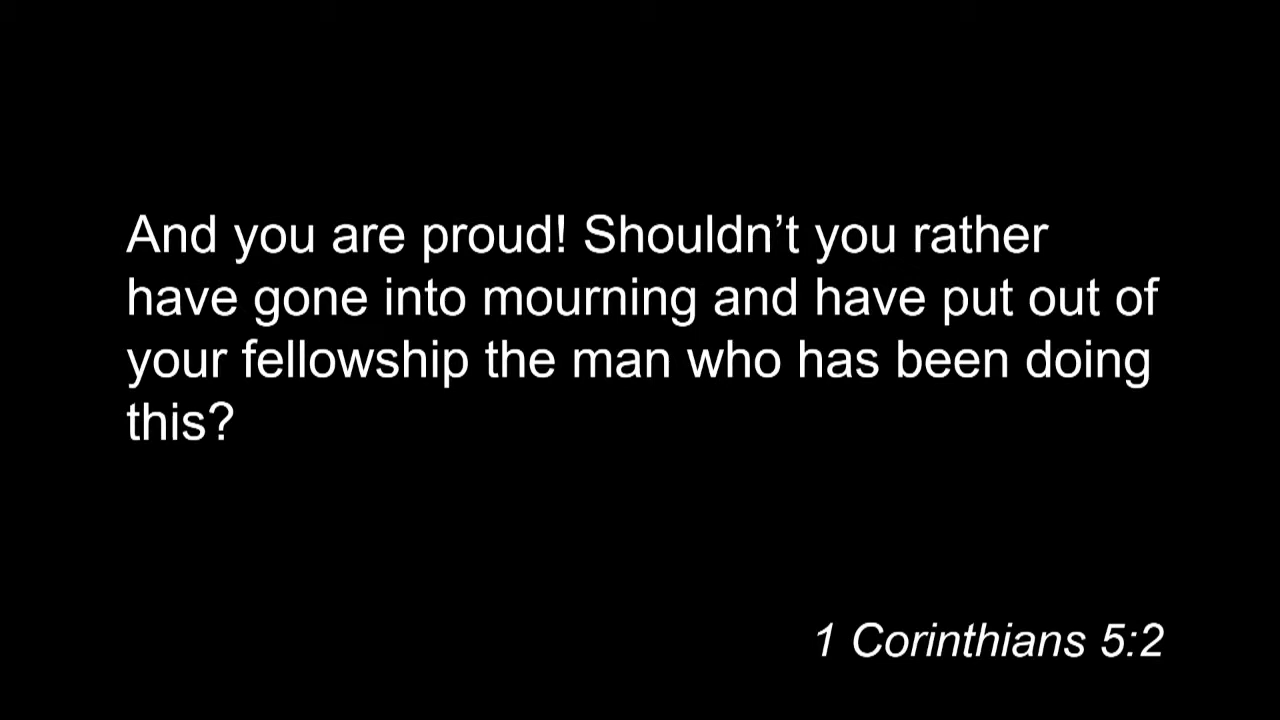 And you are proud! Shouldn’t you rather
have gone into mourning and have put out of
your fellowship the man who has been doing
this?
1 Corinthians 5:2